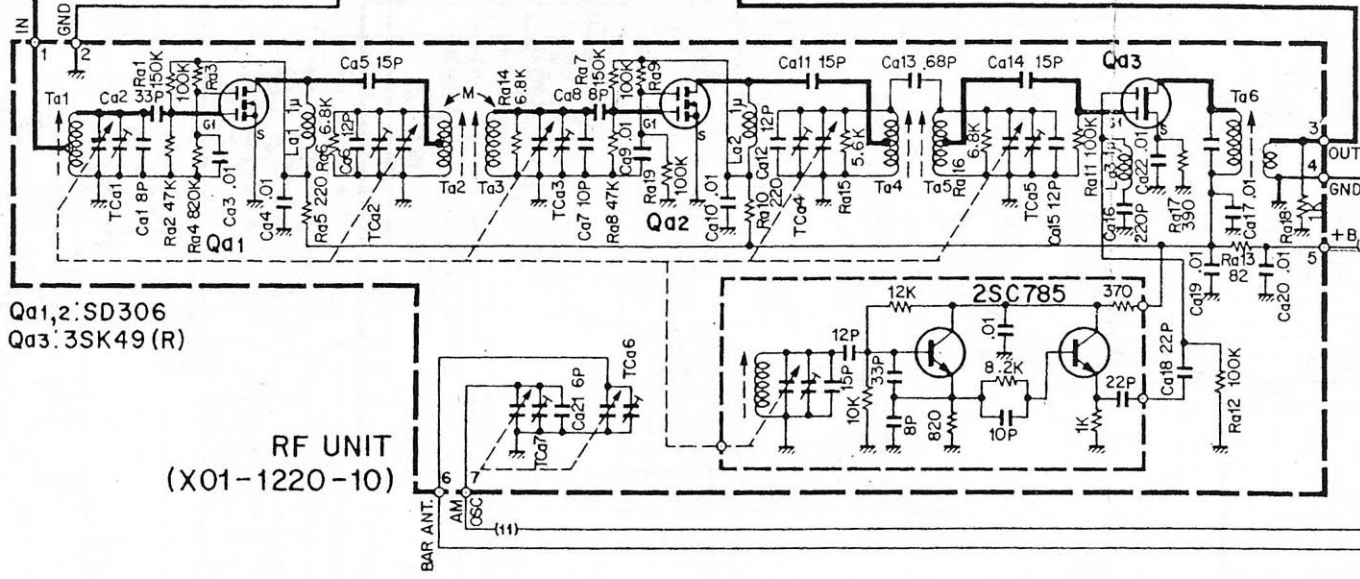 IN
1
GND
2
Ta1
Ca2
33P
Ra1
150K
100K
Ra3
G1
S
TCa1
Ca1 8P
Ra2 47K
Ra4 820K
Ca3 .01
Qa1
Ca4 .01
La1 1μ
Ra5 220
Ra6 6.8K
Ca6 12P
TCa2
Ca5 15P
M
Ta2
Ta3
Ra14
6.8K
TCa3
Ca7 10P
Ra8 47K
Ca8 8P
Ra7
150K
100K
Ra9
G1
S
Ca9 .01
Ra19
100K
Qa2
Ca10 .01
La2 1μ
Ra10
220
Ca12 12P
TCa4
Ra15
5.6K
Ca11 15P
Ca13 .68P
Ta4
Ta5
Ra16
6.8K
TCa5
Ca15 12P
Ca14 15P
Ra11 100K
Qa3
S
Ca16
220P
Ca22 .01
Ra17
390
Ta6
Ca17 .01
Ra18
1K
3
OUT
4
GND
+B
5
Ca19 .01
Ra13
82
Ca20 .01
Qa1,2:SD306
Qa3:3SK49(R)
2SC785
12K
370
12P
15P
10K
33P
8P
820
.01
8.2K
10P
1K
22P
Ca18 22P
Ra12 100K
TCa6
Ca21 6P
TCa7
RF UNIT
(X01-1220-10)
6
7
BAR ANT.
AM
OSC
(11)